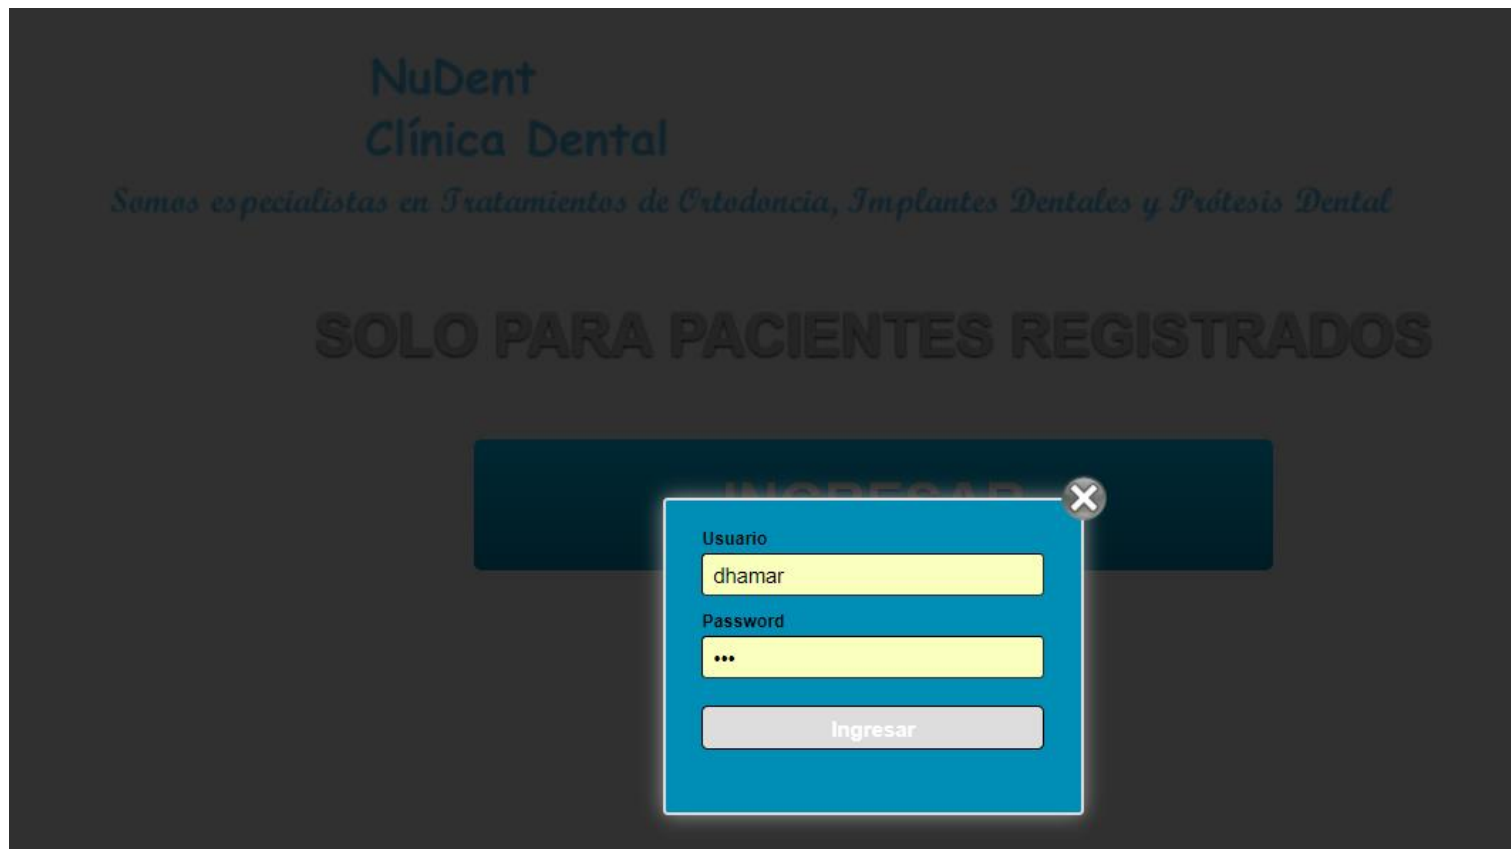 NuDent
Clínica Dental
Somos especialistas en Tratamientos de Ortodoncia, Implantes Dentales y Prótesis Dental
SOLO PARA PACIENTES REGISTRADOS
INGRESAR
Usuario
dhamar
Password
•••
Ingresar